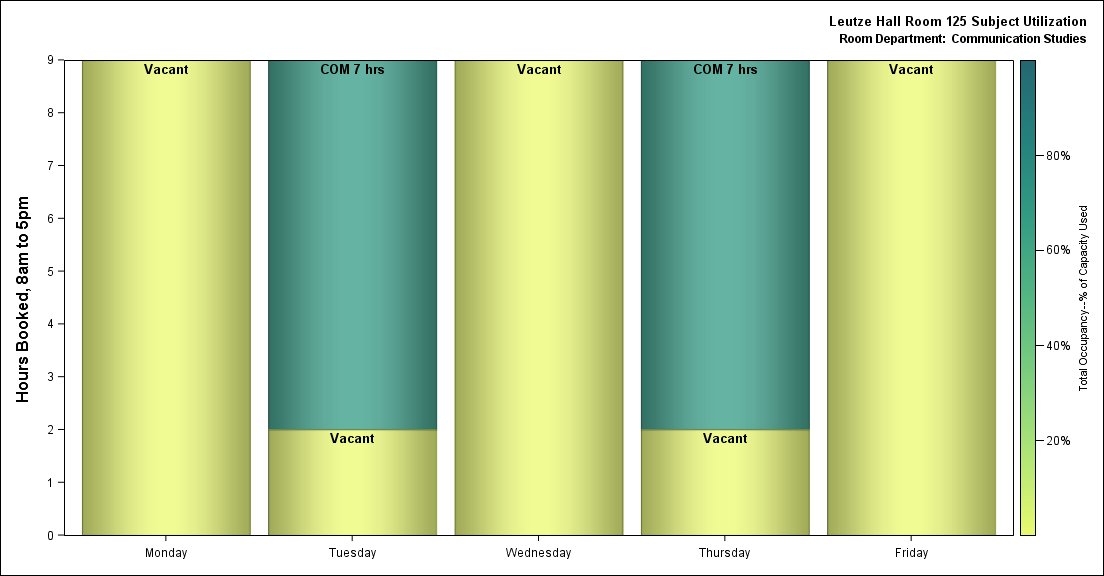 Leutze Hall Room 125 Subject Utilization
Room Department: Communication Studies
Hours Booked, 8am to 5pm
9
8
7
6
5
4
3
2
1
0
Vacant
COM 7 hrs
Vacant
COM 7 hrs
Vacant
Vacant
Vacant
Monday
Tuesday
Wednesday
Thursday
Friday
80%
60%
40%
20%
Total Occupancy--% of Capacity Used